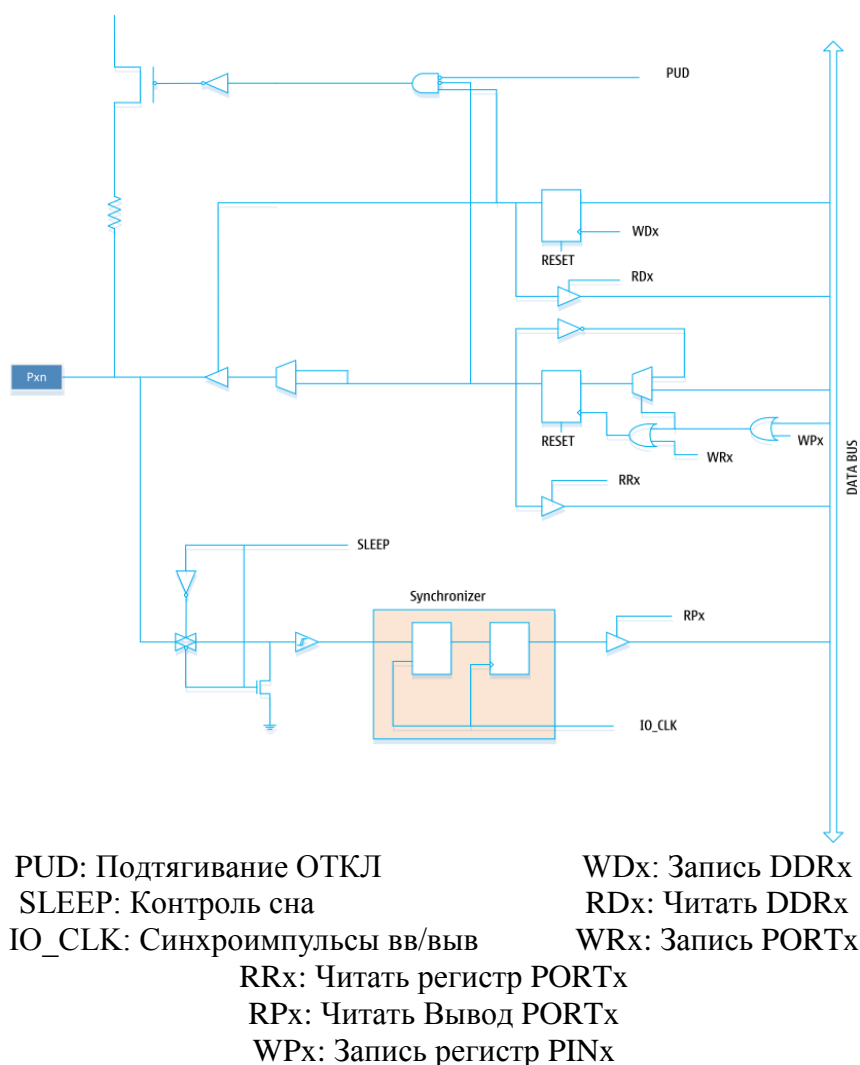 PUD
WDx
RESET
RDx
Pxn
RESET
WPx
WRx
RRx
DATA BUS
SLEEP
Synchronizer
RPx
IO_CLK
PUD: Подтягивание ОТКЛ WDx: Запись DDRx
SLEEP: Контроль сна RDx: Читать DDRx
IO_CLK: Синхроимпульсы вв/выв WRx: Запись PORTx
RRx: Читать регистр PORTx
RPx: Читать Вывод PORTx
WPx: Запись регистр PINx